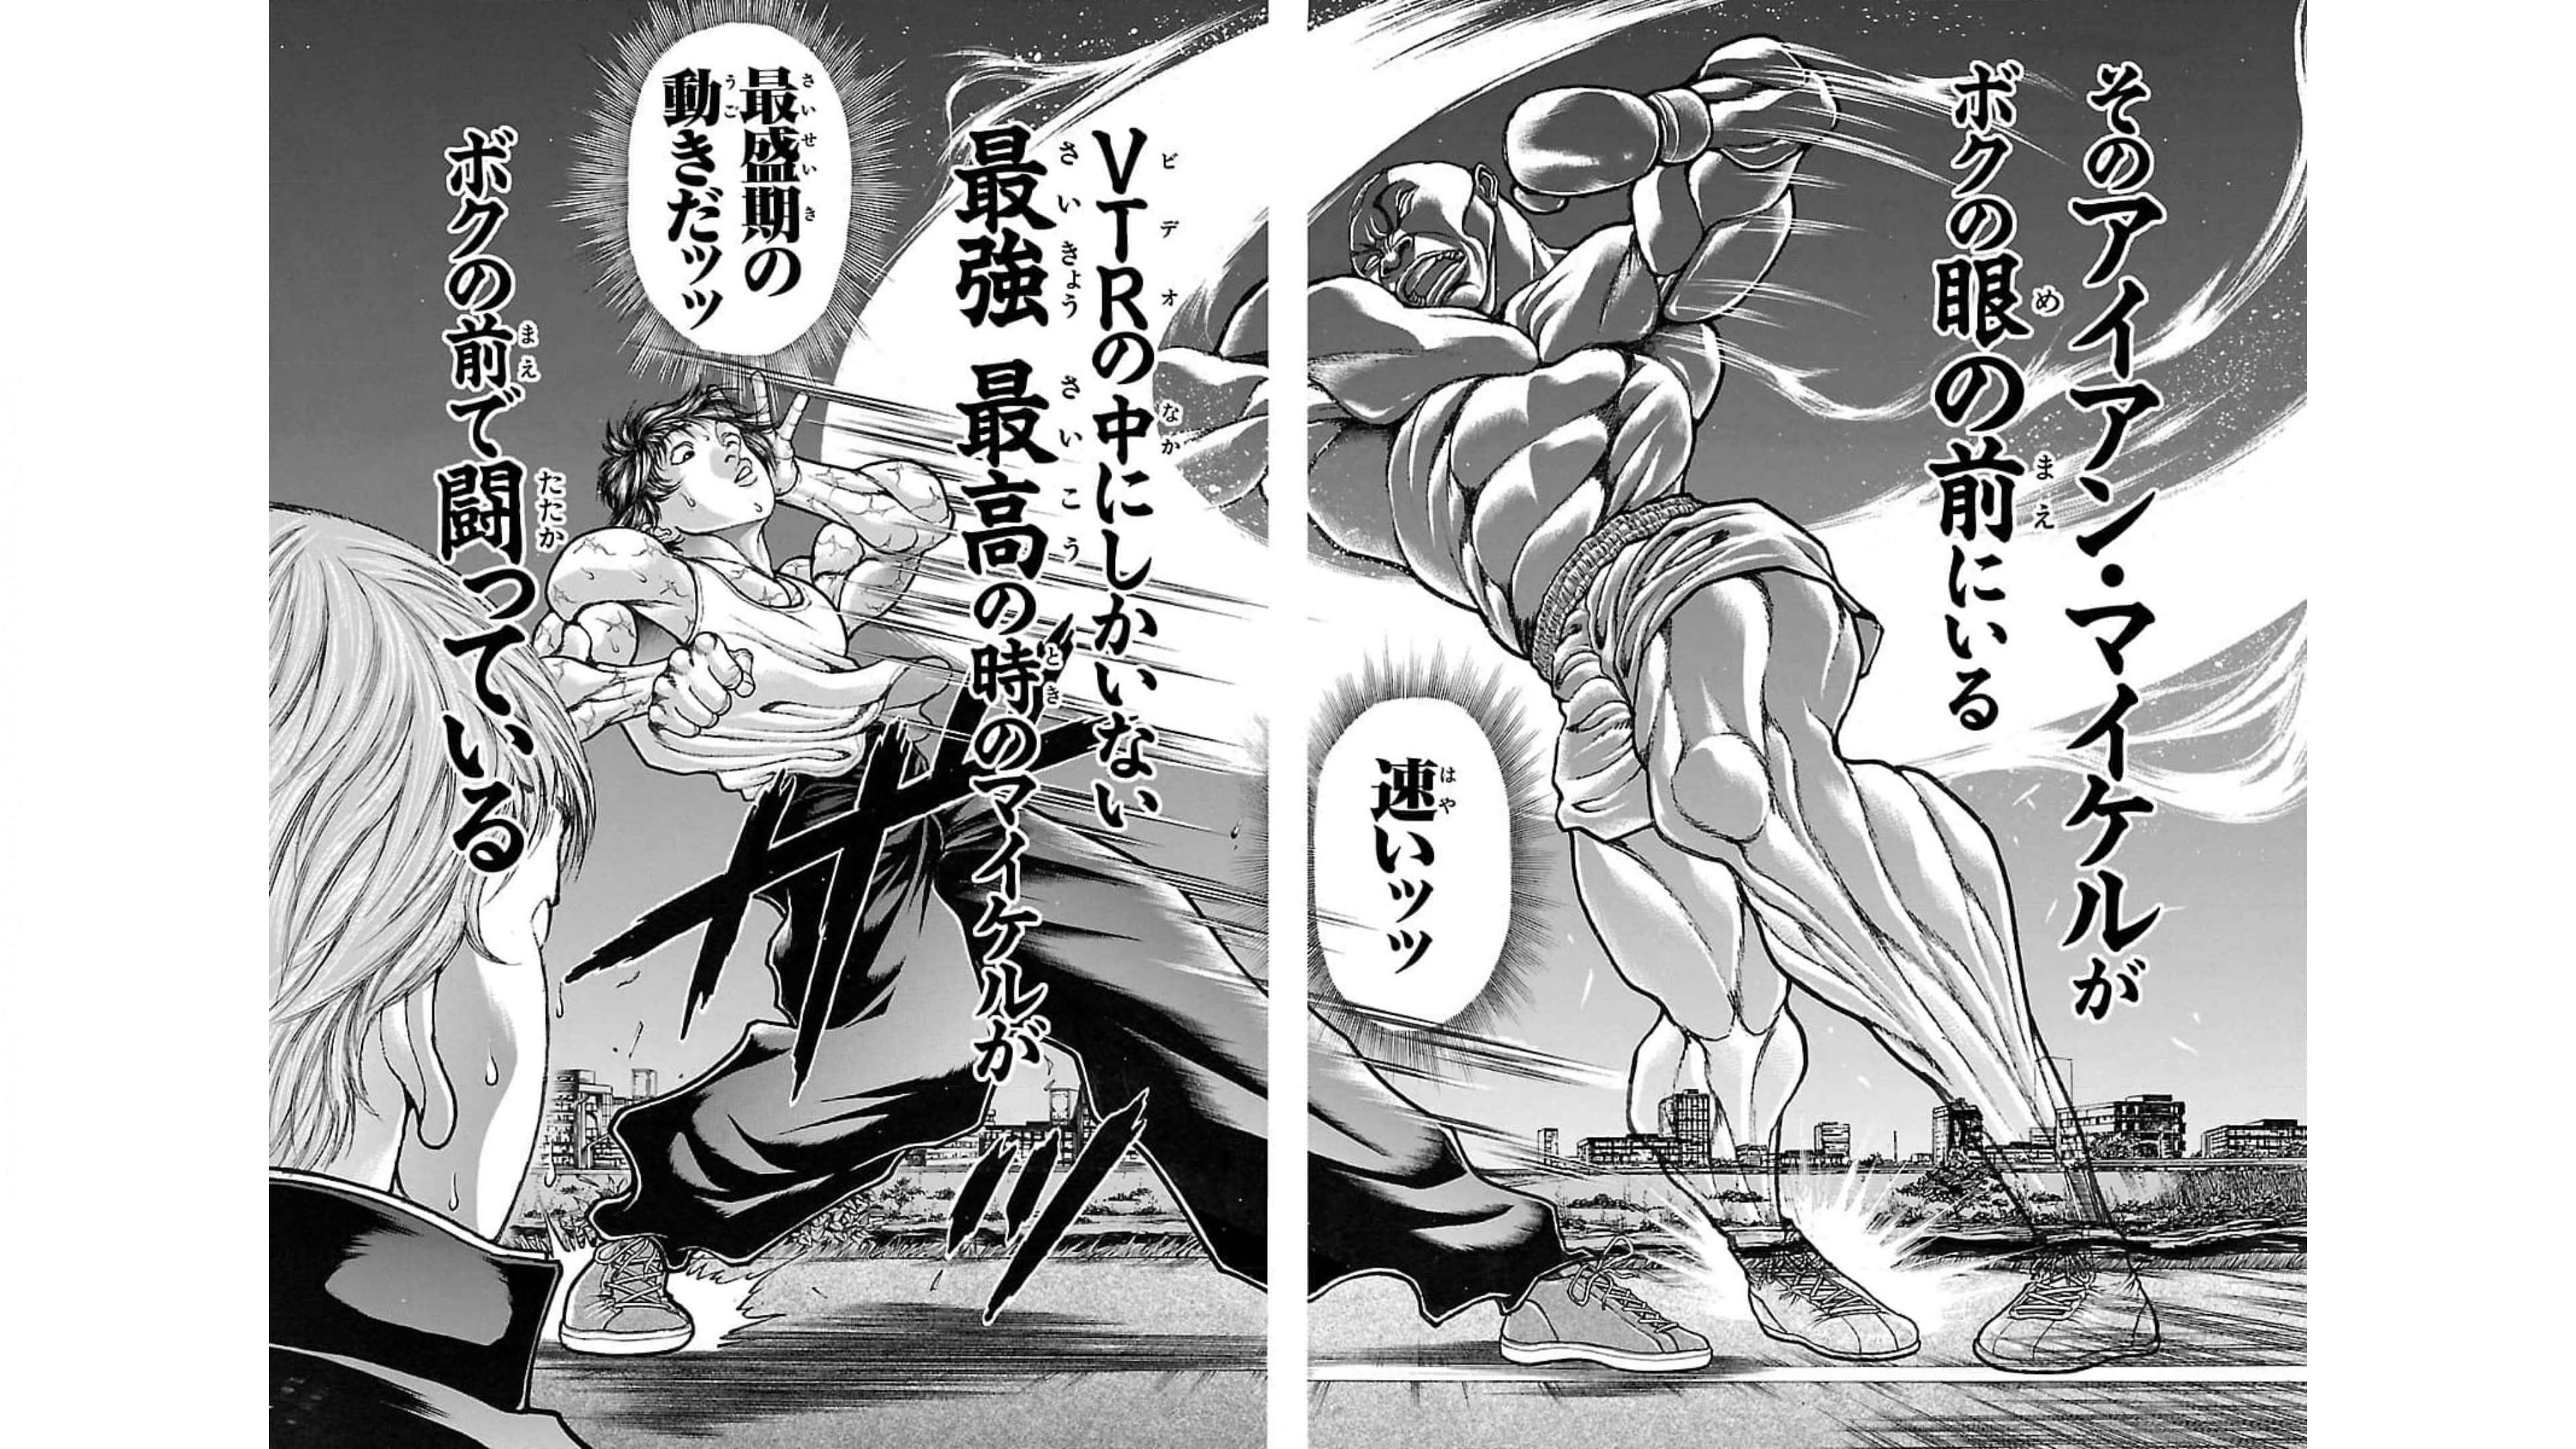 そのアイアン・マイケルが
ボクの眼の前にいる
速いッッ
VTRの中にしかいない
最強 最高の時のマイケルが
最盛期の
動きだッッ
ボクの前で闘っている
ザッ